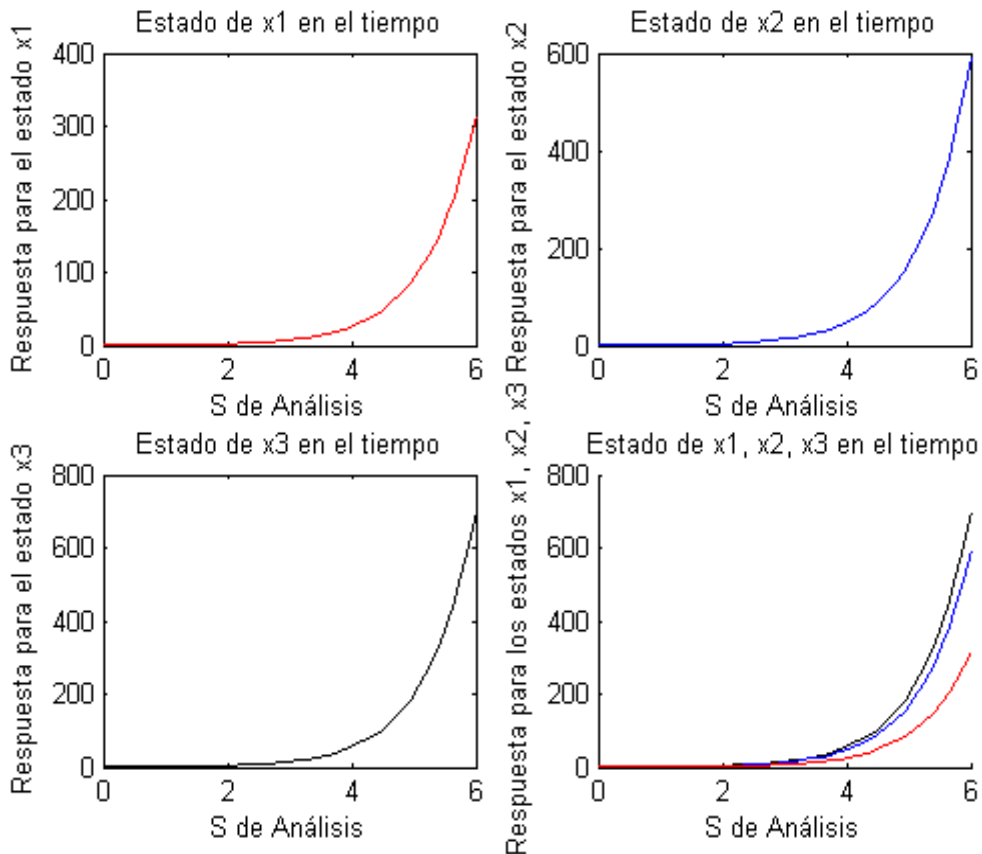 Estado de x1 en el tiempo
Respuesta para el estado x1
400
300
200
100
0
0 2 4 6
S de Análisis
Estado de x2 en el tiempo
Respuesta para el estado x2
600
400
200
0
0 2 4 6
S de Análisis
Estado de x3 en el tiempo
Respuesta para el estado x3
800
600
400
200
0
0 2 4 6
S de Análisis
Estado de x1, x2, x3 en el tiempo
Respuesta para los estados x1, x2, x3
800
600
400
200
0
0 2 4 6
S de Análisis